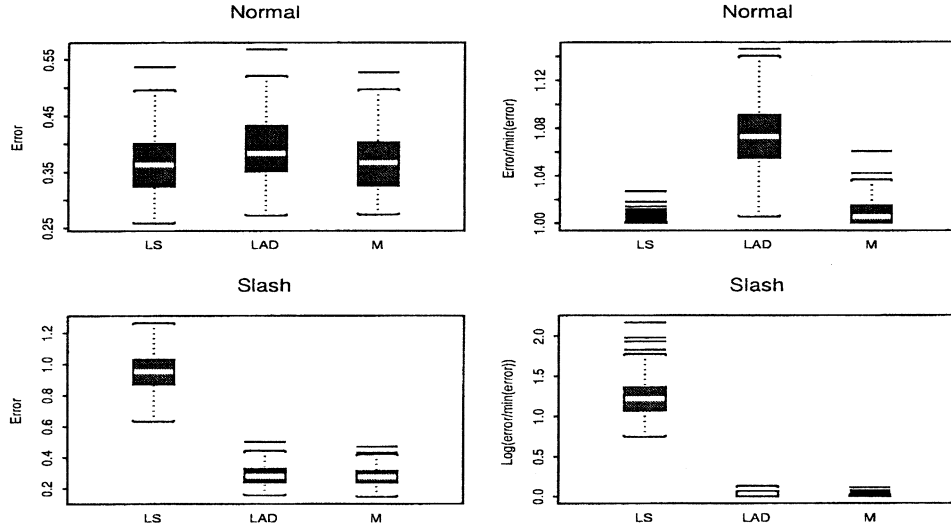 Normal
Error
0.55
0.45
0.35
0.25
LS
LAD
M
Normal
Error/min(error)
1.12
1.08
1.04
1.00
LS
LAD
M
Slash
Error
1.2
1.0
0.8
0.6
0.4
0.2
LS
LAD
M
Slash
Log(error/min(error))
2.0
1.5
1.0
0.5
0.0
LS
LAD
M